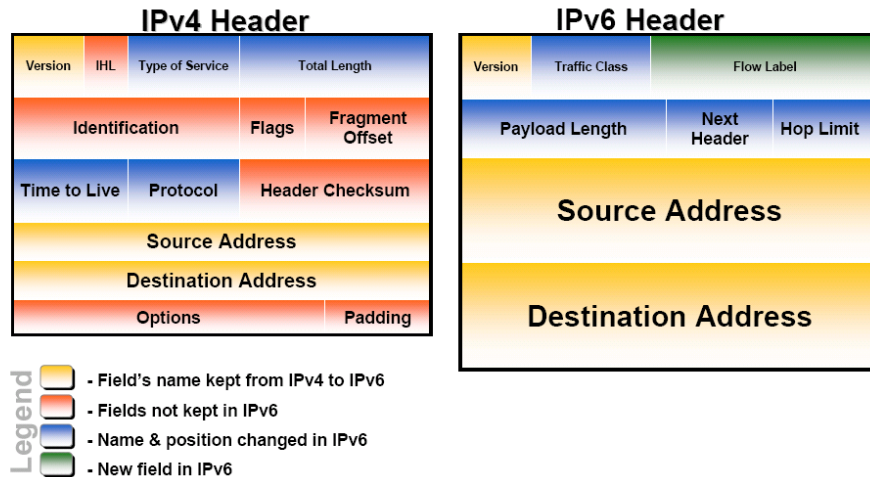 IPv4 Header
Version IHL Type of Service Total Length
Identification Flags Fragment
Offset
Time to Live Protocol Header Checksum
Source Address
Destination Address
Options Padding
IPv6 Header
Version Traffic Class Flow Label
Payload Length Next
Header Hop Limit
Source Address
Destination Address
Legend
- Field's name kept from IPv4 to IPv6
- Fields not kept in IPv6
- Name & position changed in IPv6
- New field in IPv6